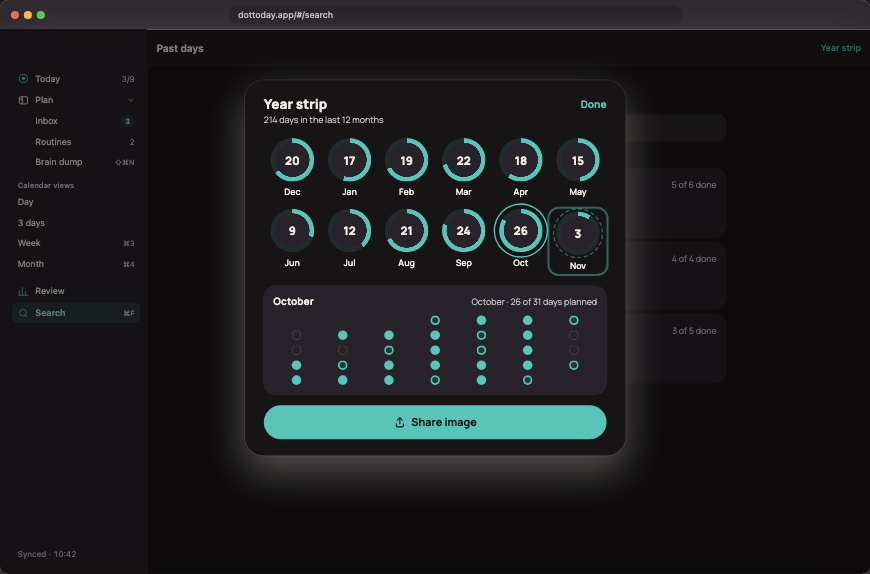 dottoday.app/#/search
Past days
Year strip
Today 3/9
Plan
Inbox 3
Routines 2
Brain dump ⇧⌘N
Calendar views
Day
3 days
Week ⌘3
Month ⌘4
Review
Search ⌘F
Synced · 10:42
Year strip
Done
214 days in the last 12 months
20 17 19 22 18 15
Dec Jan Feb Mar Apr May
9 12 21 24 26 3
Jun Jul Aug Sep Oct Nov
October
October · 26 of 31 days planned
Share image
5 of 6 done
4 of 4 done
3 of 5 done